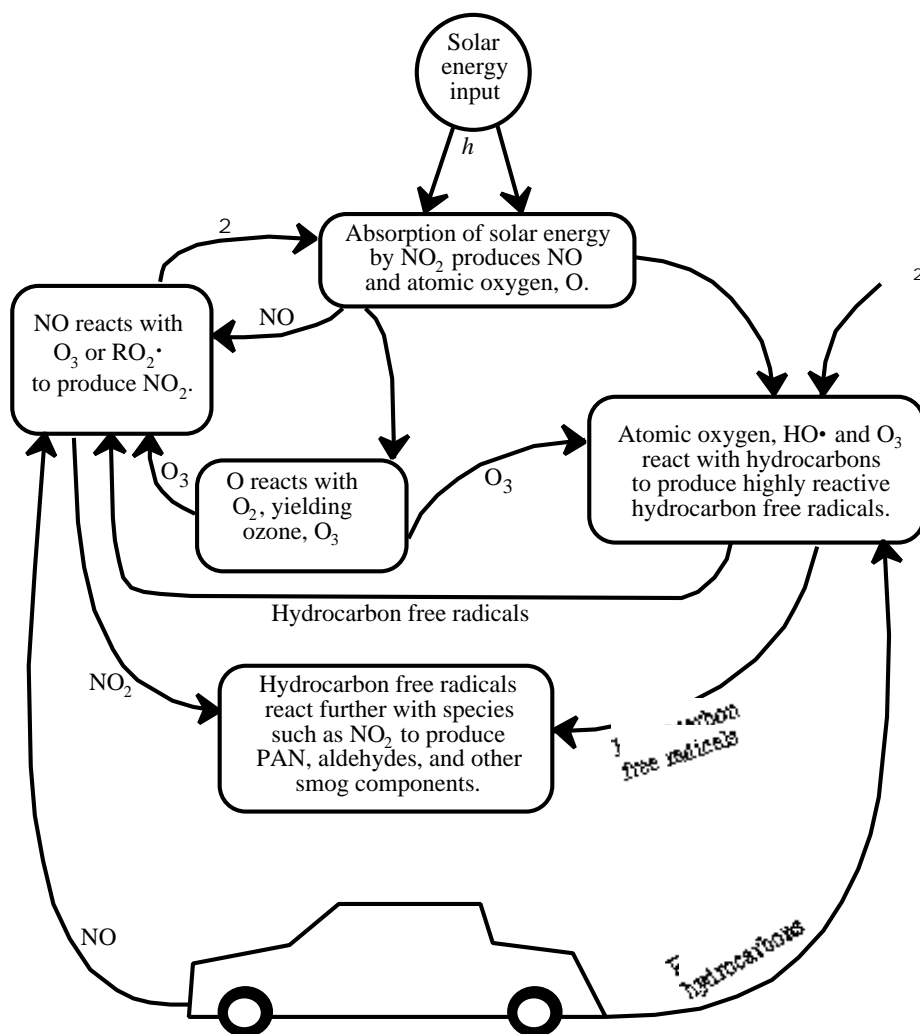 Solar
energy
input
h
2
Absorption of solar energy
by NO₂ produces NO
and atomic oxygen, O.
2
NO
NO reacts with
O₃ or RO₂•
to produce NO₂.
Atomic oxygen, HO• and O₃
react with hydrocarbons
to produce highly reactive
hydrocarbon free radicals.
O₃
O reacts with
O₂, yielding
ozone, O₃
O₃
Hydrocarbon free radicals
NO₂
Hydrocarbon free radicals
react further with species
such as NO₂ to produce
PAN, aldehydes, and other
smog components.
free radicals
NO
hydrocarbons